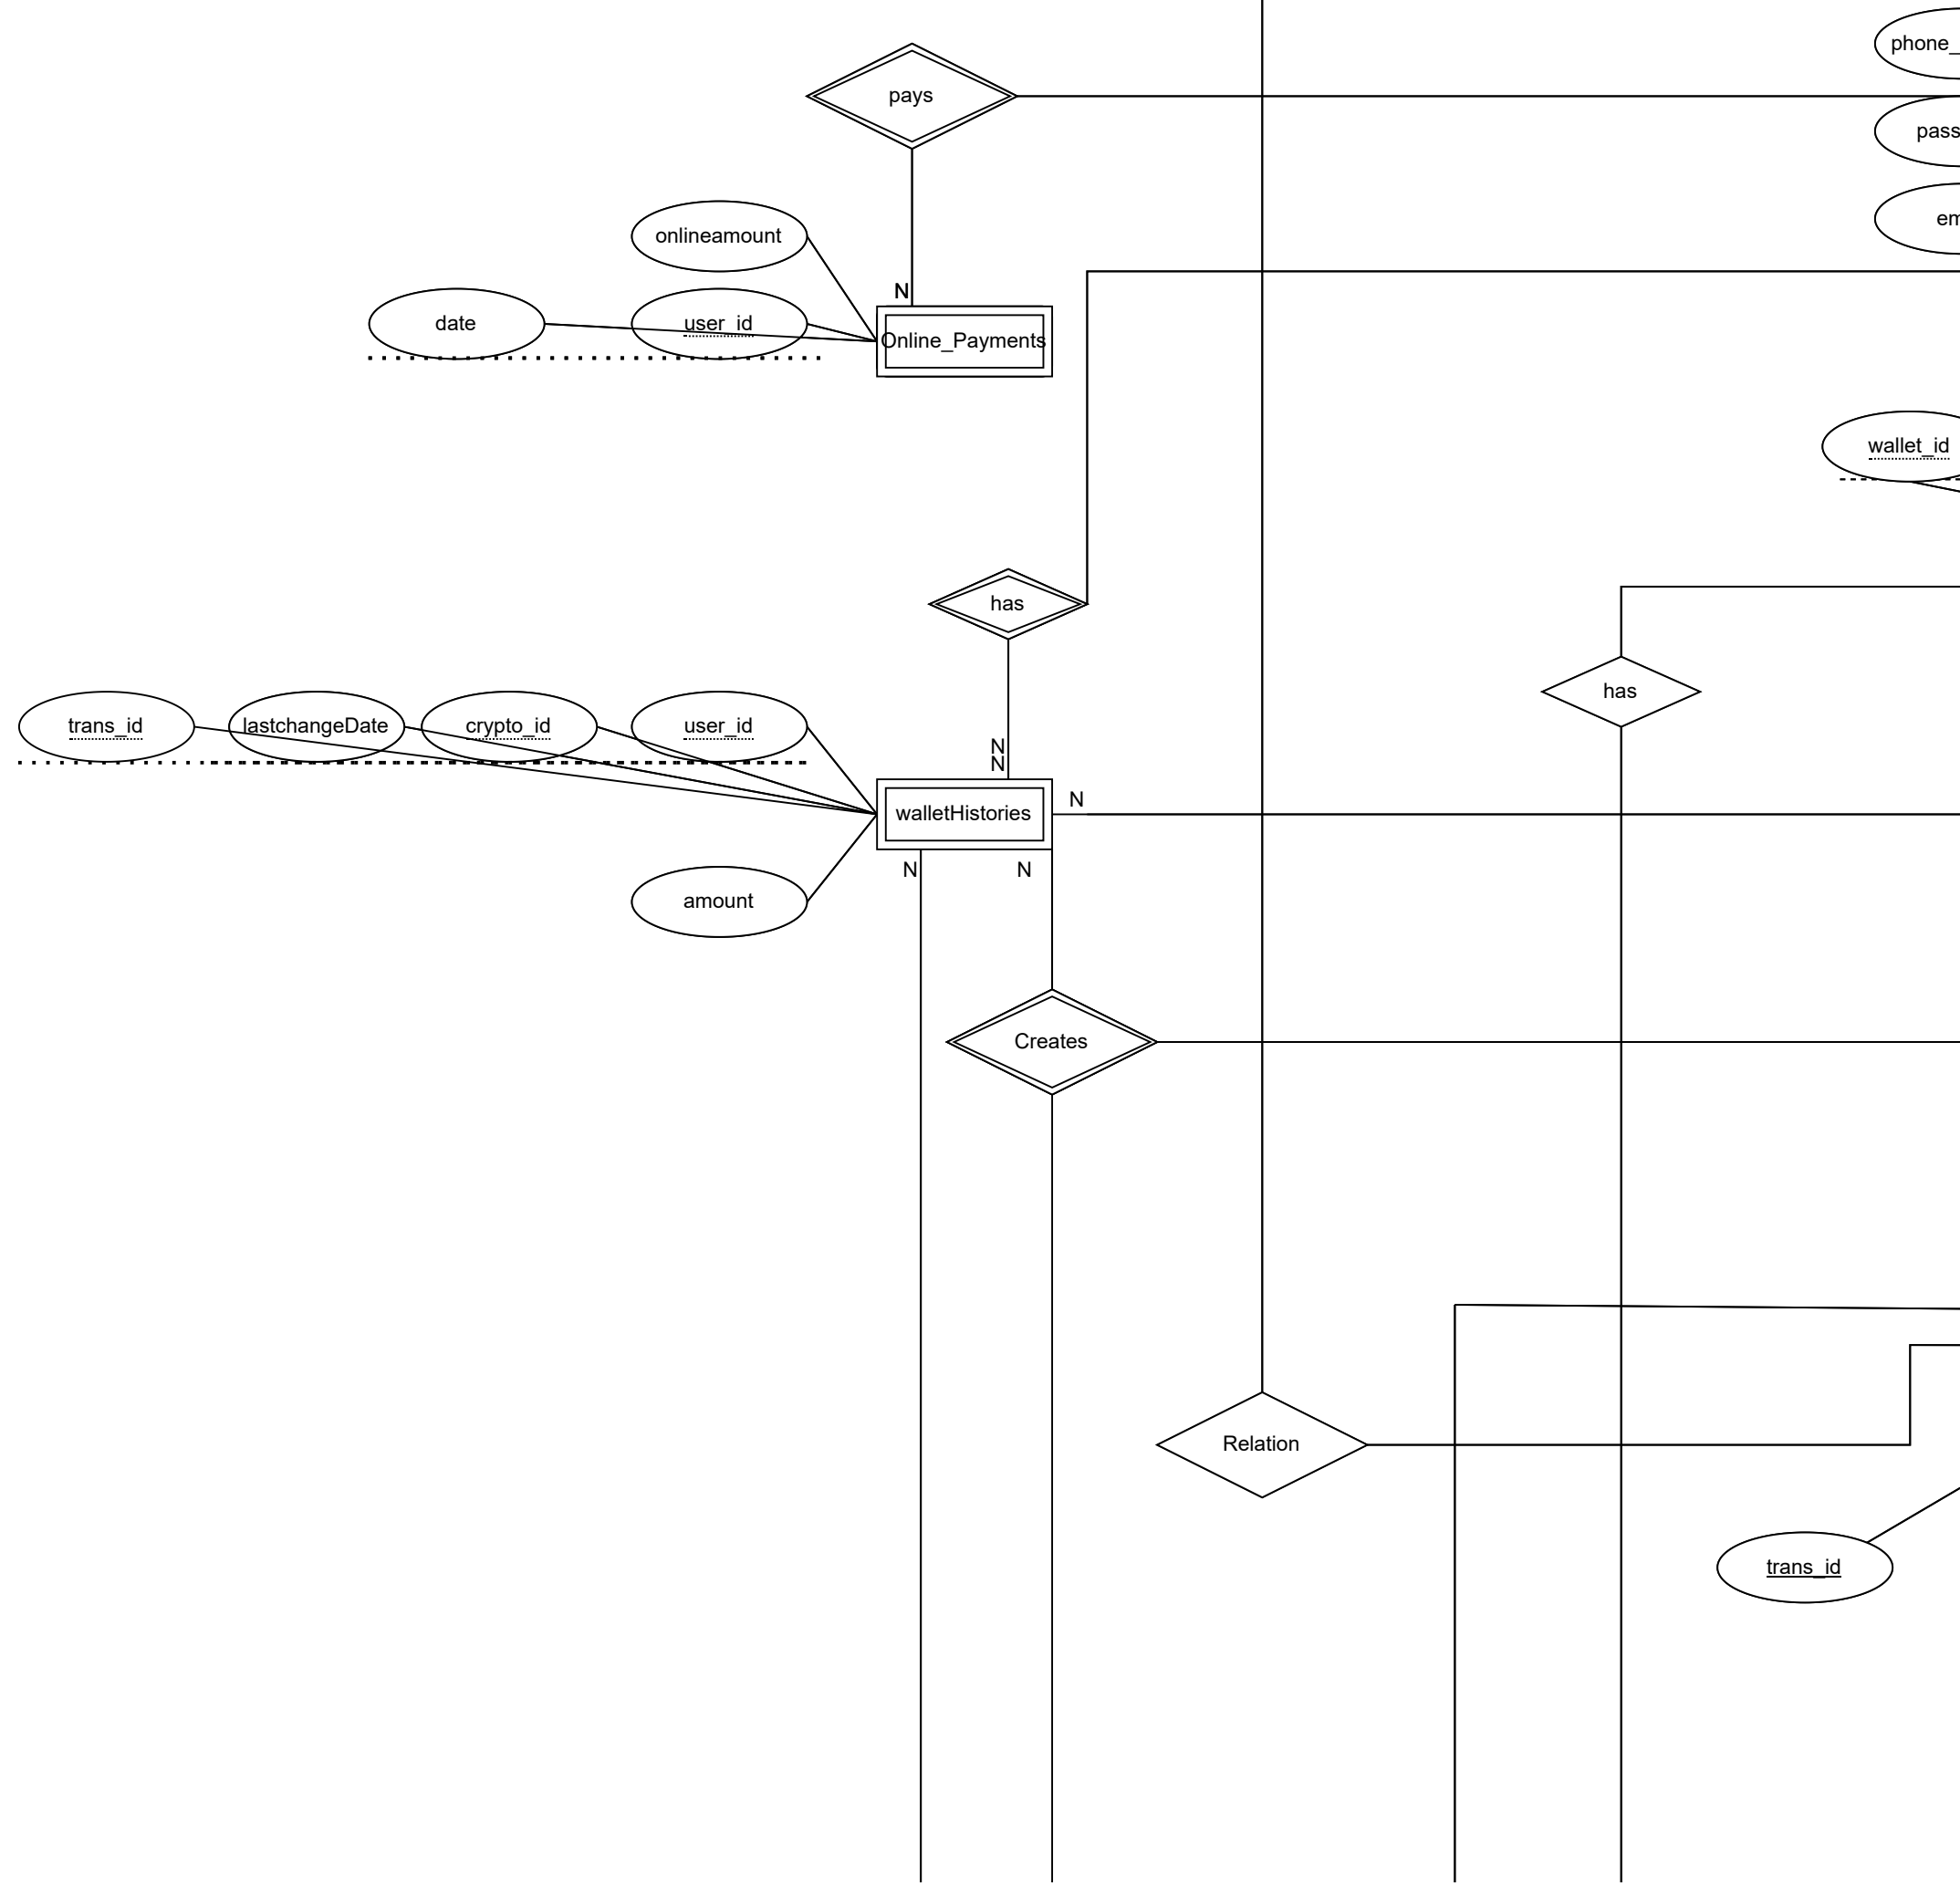 phone_
pays
pass
em
onlineamount
N
date
user_id
Online_Payments
wallet_id
has
has
trans_id
lastchangeDate
crypto_id
user_id
N
N
N
walletHistories
N
N
amount
Creates
Relation
trans_id